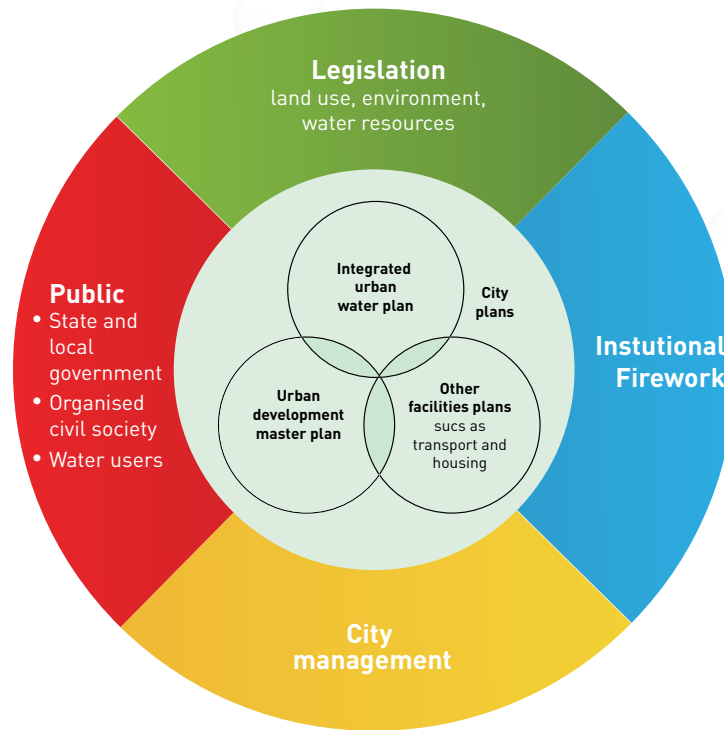 Legislation
land use, environment,
water resources
Public
• State and
local
government
• Organised
civil society
• Water users
Integrated
urban
water plan
City
plans
Urban
development
master plan
Other
facilities plans
sucs as
transport and
housing
Instutional
Firework
City
management